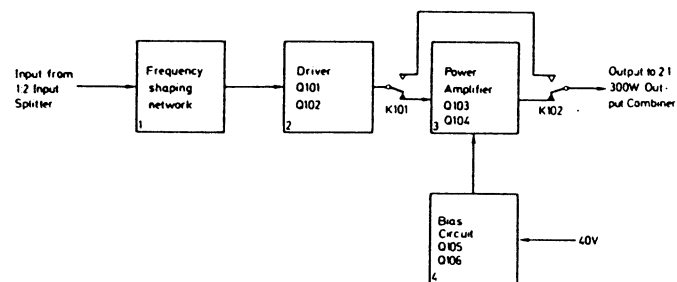 Input from
1:2 Input
Splitter
Frequency
shaping
network
1
Driver
Q101
Q102
2
K101
Power
Amplifier
Q103
Q104
3
K102
Output to 2:1
300W Out-
put Combiner
Bias
Circuit
Q105
Q106
4
40V